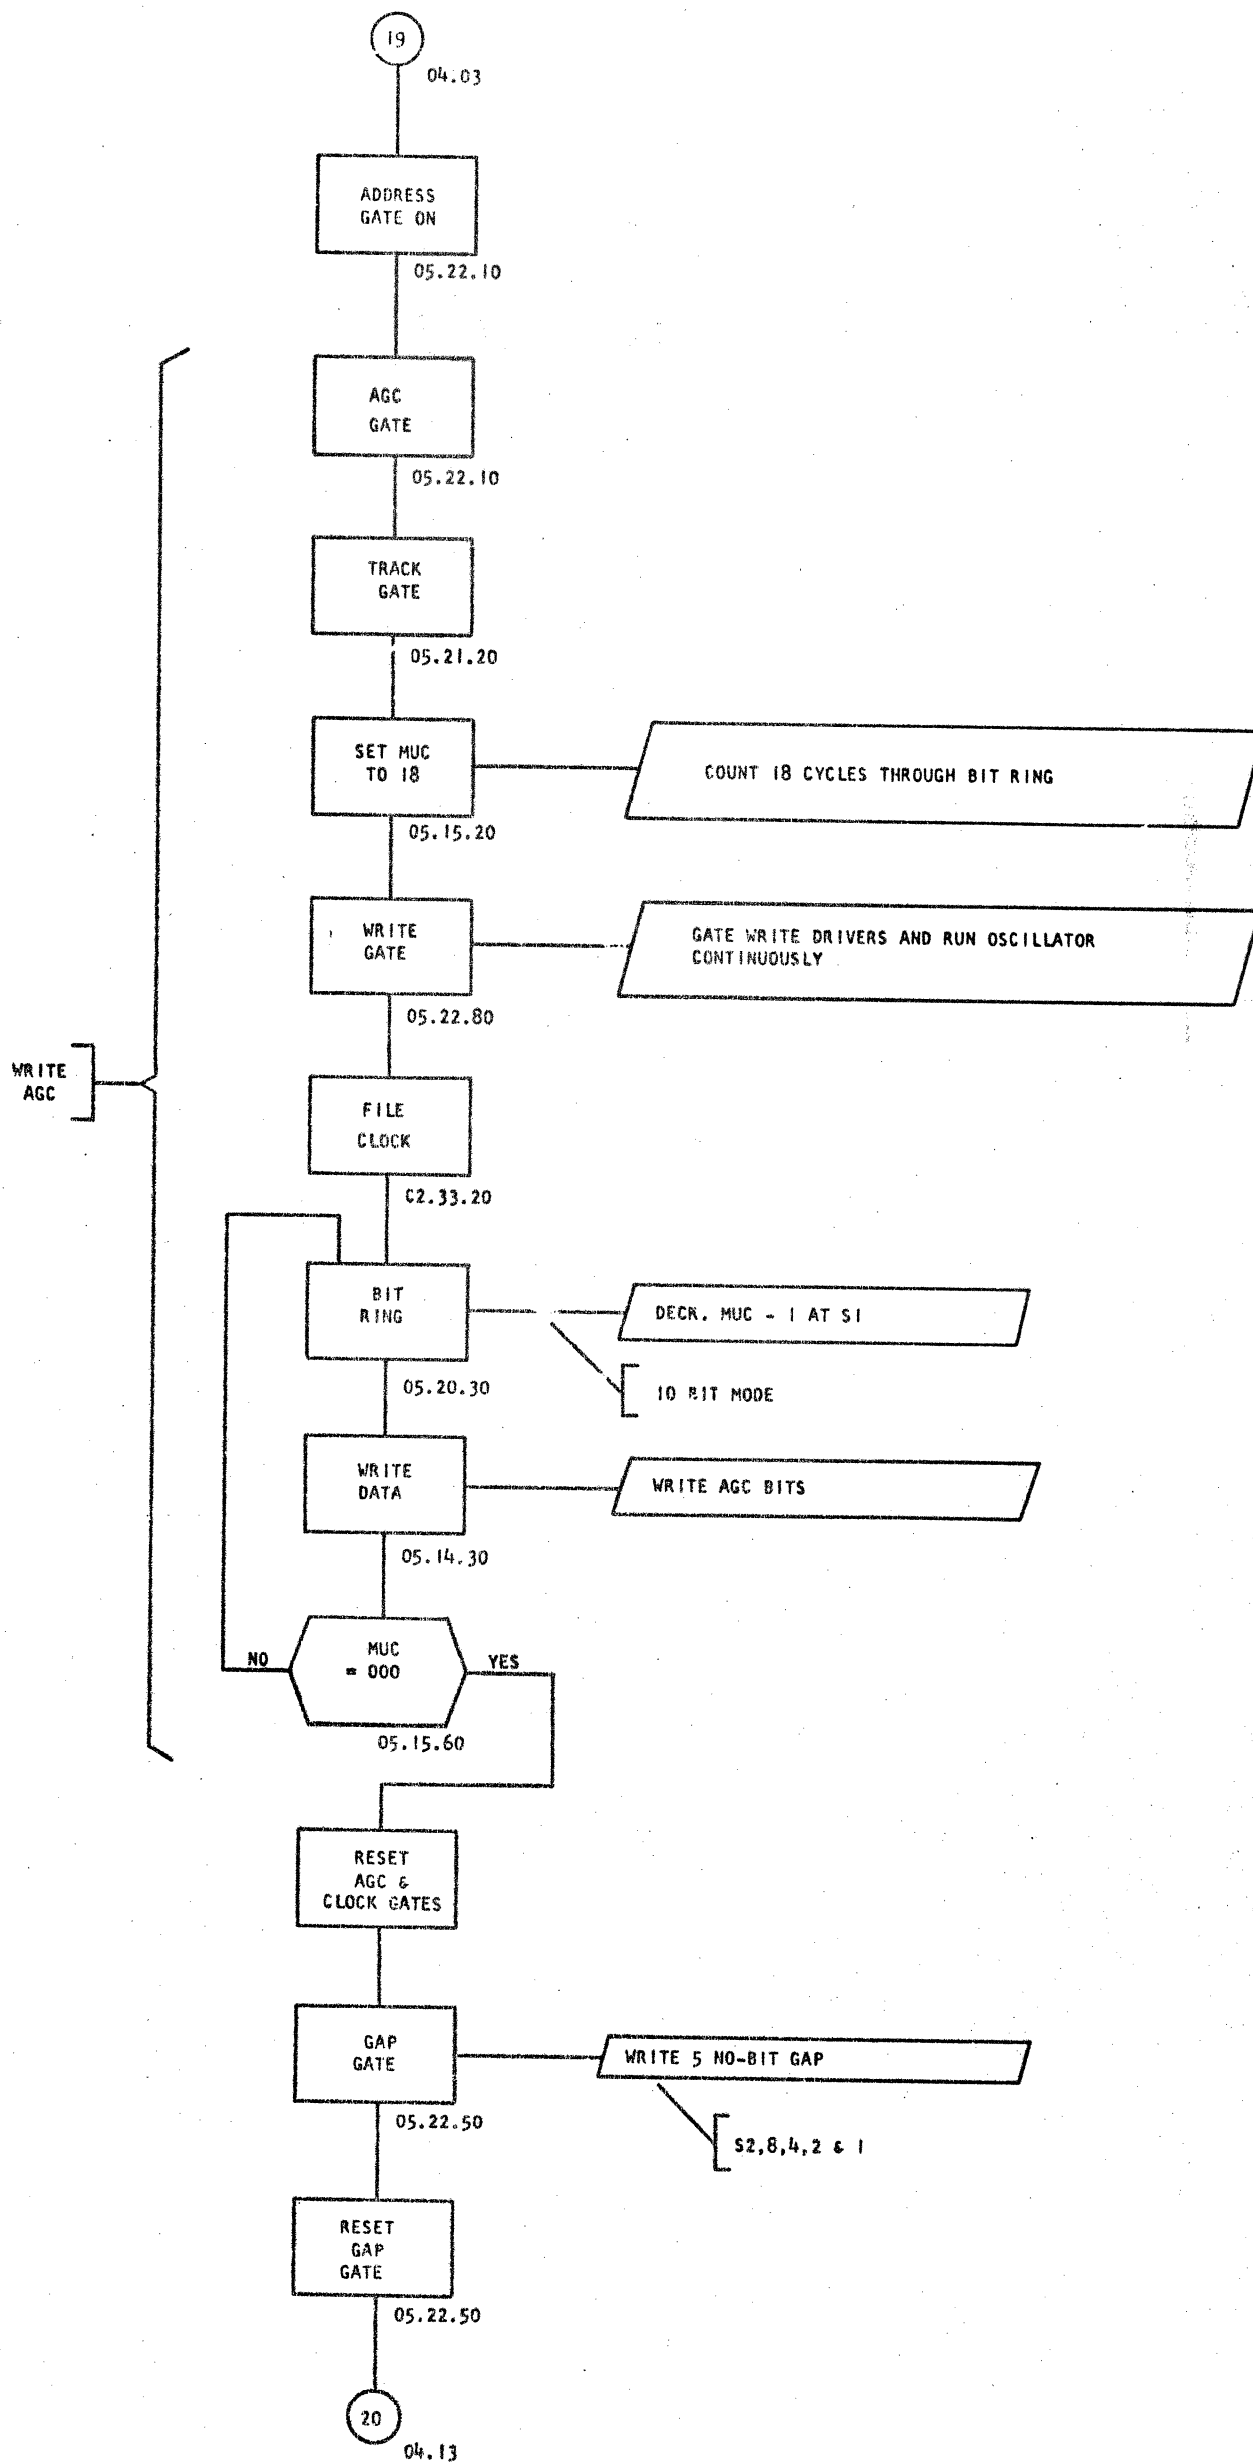 19
04.03
ADDRESS
GATE ON
05.22.10
AGC
GATE
05.22.10
TRACK
GATE
05.21.20
SET MUC
TO 18
COUNT 18 CYCLES THROUGH BIT RING
05.15.20
WRITE
GATE
GATE WRITE DRIVERS AND RUN OSCILLATOR
CONTINUOUSLY
05.22.80
WRITE
AGC
FILE
CLOCK
C2.33.20
BIT
RING
DECR. MUC - 1 AT S1
05.20.30
10 BIT MODE
WRITE
DATA
WRITE AGC BITS
05.14.30
MUC
= 000
NO
YES
05.15.60
RESET
AGC &
CLOCK GATES
GAP
GATE
WRITE 5 NO-BIT GAP
05.22.50
S2,8,4,2 & 1
RESET
GAP
GATE
05.22.50
20
04.13